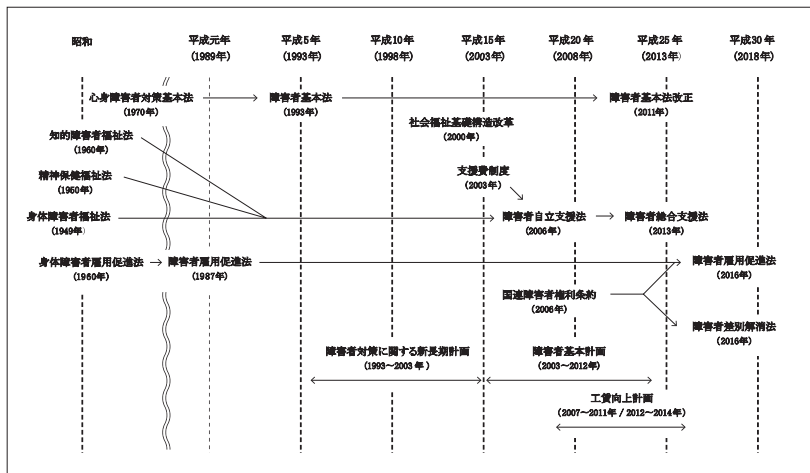 昭和
平成元年
(1989年)
平成5年
(1993年)
平成10年
(1998年)
平成15年
(2003年)
平成20年
(2008年)
平成25年
(2013年)
平成30年
(2018年)
心身障害者対策基本法
(1970年)
障害者基本法
(1993年)
障害者基本法改正
(2011年)
社会福祉基礎構造改革
(2000年)
知的障害者福祉法
(1960年)
精神保健福祉法
(1950年)
支援費制度
(2003年)
身体障害者福祉法
(1949年)
障害者自立支援法
(2006年)
障害者総合支援法
(2013年)
身体障害者雇用促進法
(1960年)
障害者雇用促進法
(1987年)
障害者雇用促進法
(2016年)
国連障害者権利条約
(2006年)
障害者差別解消法
(2016年)
障害者対策に関する新長期計画
(1993〜2003年)
障害者基本計画
(2003〜2012年)
工賃向上計画
(2007〜2011年 / 2012〜2014年)